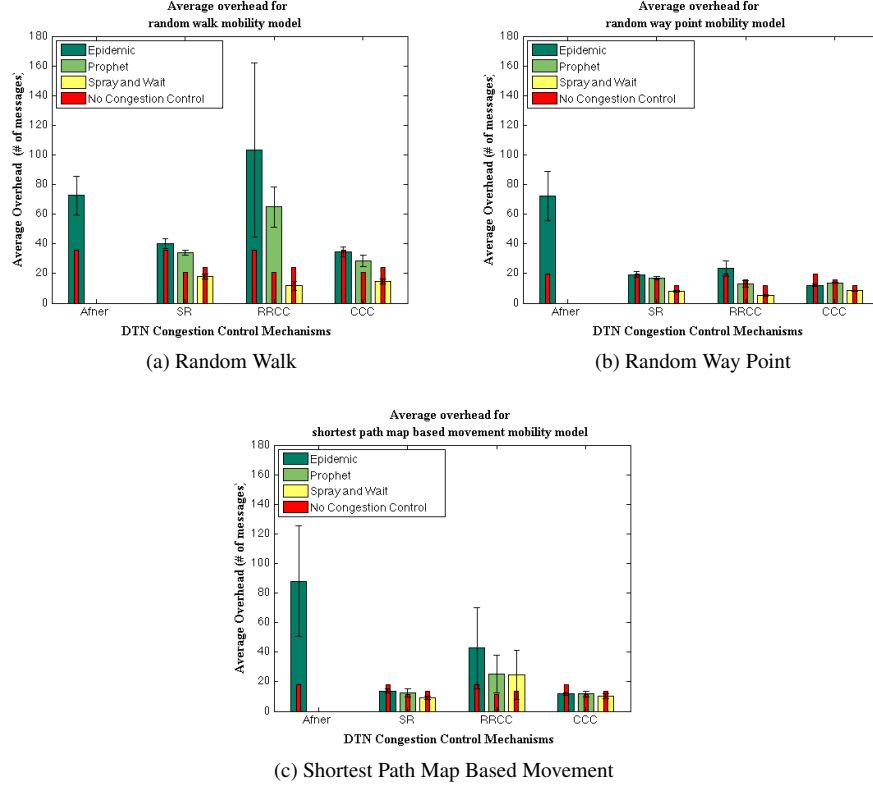 Average overhead for
random walk mobility model
180
160
140
120
100
80
60
40
20
0
Average Overhead (# of messages)
Epidemic
Prophet
Spray and Wait
No Congestion Control
Afner
SR
RRCC
CCC
DTN Congestion Control Mechanisms
(a) Random Walk
Average overhead for
random way point mobility model
180
160
140
120
100
80
60
40
20
0
Average Overhead (# of messages)
Epidemic
Prophet
Spray and Wait
No Congestion Control
Afner
SR
RRCC
CCC
DTN Congestion Control Mechanisms
(b) Random Way Point
Average overhead for
shortest path map based movement mobility model
180
160
140
120
100
80
60
40
20
0
Average Overhead (# of messages)
Epidemic
Prophet
Spray and Wait
No Congestion Control
Afner
SR
RRCC
CCC
DTN Congestion Control Mechanisms
(c) Shortest Path Map Based Movement